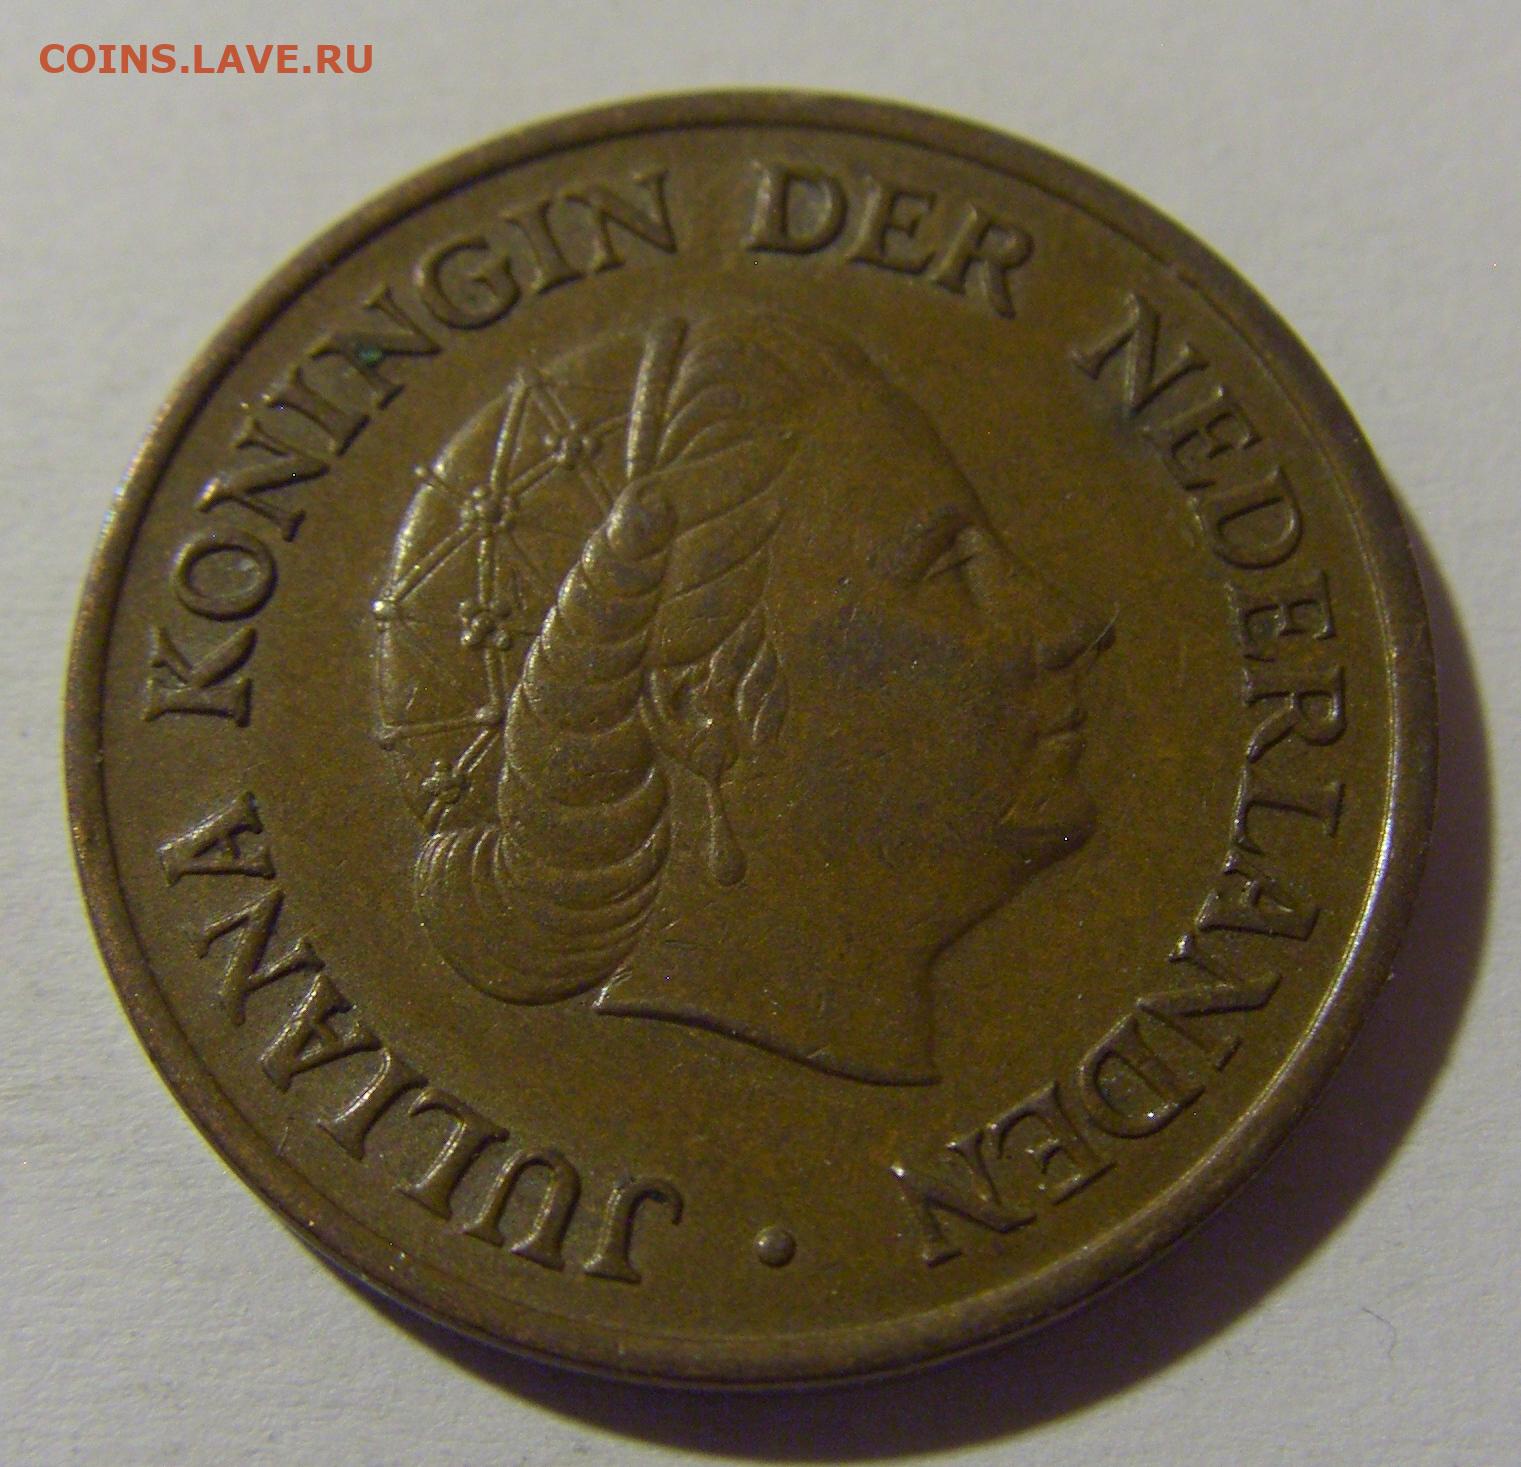 COINS.LAVE.RU
JULIANA KONINGIN DER NEDERLANDEN